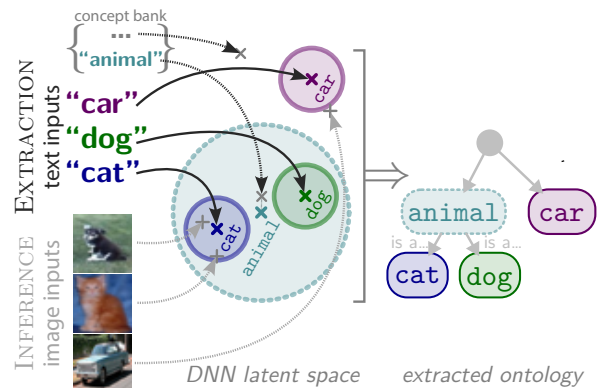 concept bank
...
"animal"
EXTRACTION
text inputs
"car"
"dog"
"cat"
INFERENCE
image inputs
car
dog
cat
animal
DNN latent space
animal
car
is a...
is a...
cat
dog
extracted ontology